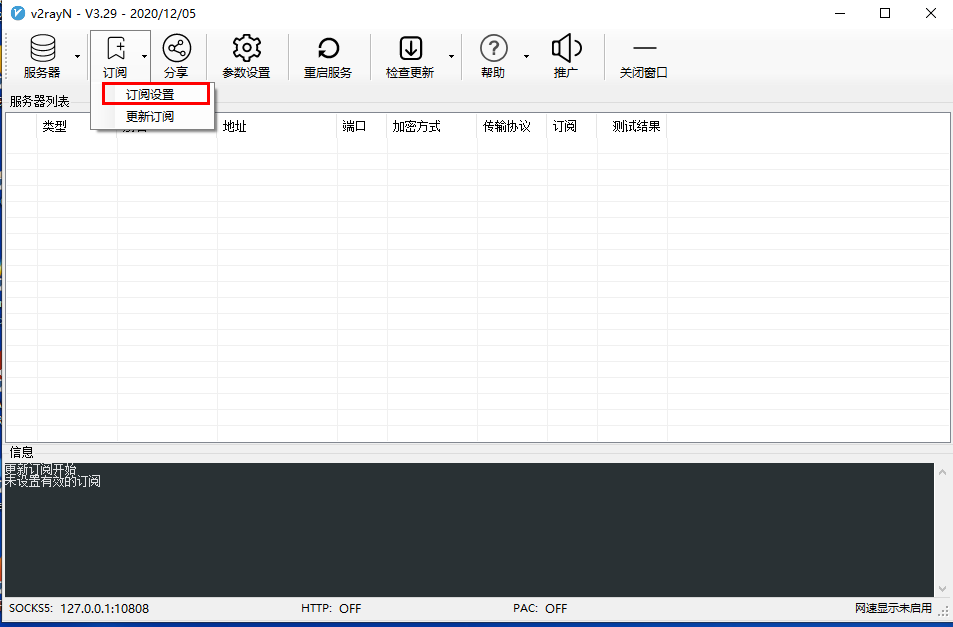 v2rayN - V3.29 - 2020/12/05
服务器 订阅 分享 参数设置 重启服务 检查更新 ? 帮助 推广 关闭窗口
订阅设置
更新订阅
服务器列表
类型 地址 端口 加密方式 传输协议 订阅 测试结果
信息
更新订阅开始
未设置有效的订阅
SOCKS5: 127.0.0.1:10808 HTTP: OFF PAC: OFF 网速显示未启用